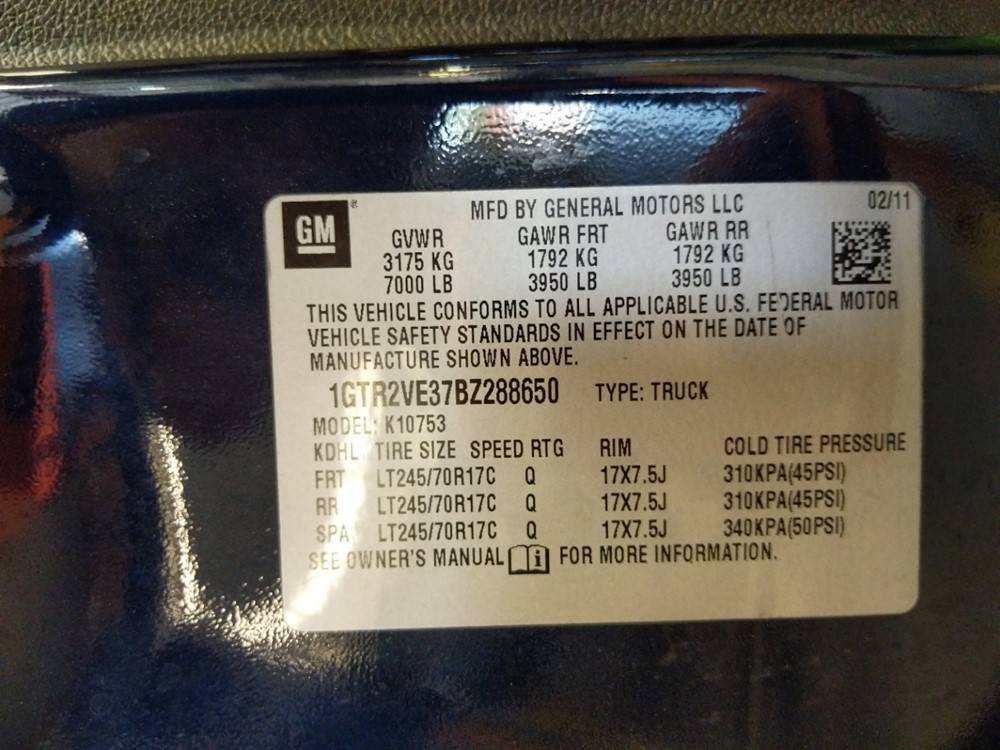 GM® MFD BY GENERAL MOTORS LLC 02/11
GVWR GAWR FRT GAWR RR
3175 KG 1792 KG 1792 KG
7000 LB 3950 LB 3950 LB
THIS VEHICLE CONFORMS TO ALL APPLICABLE U.S. FEDERAL MOTOR
VEHICLE SAFETY STANDARDS IN EFFECT ON THE DATE OF
MANUFACTURE SHOWN ABOVE.
1GTR2VE37BZ288650 TYPE: TRUCK
MODEL: K10753
KDHL TIRE SIZE SPEED RTG RIM COLD TIRE PRESSURE
FRT LT245/70R17C Q 17X7.5J 310KPA(45PSI)
RR LT245/70R17C Q 17X7.5J 310KPA(45PSI)
SPA LT245/70R17C Q 17X7.5J 340KPA(50PSI)
SEE OWNER'S MANUAL i FOR MORE INFORMATION.